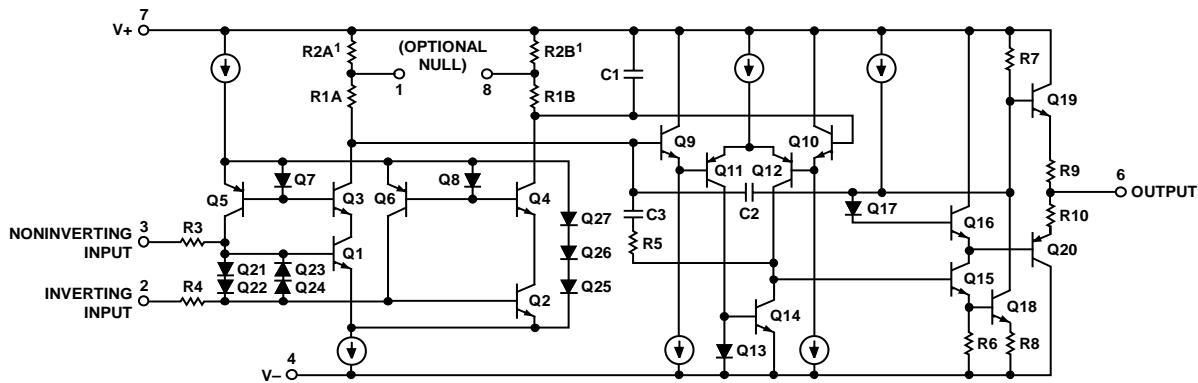 7
V+
R2A1
(OPTIONAL
NULL)
R2B1
1
8
R1A
R1B
C1
R7
Q19
Q9
Q10
Q11
Q12
Q7
Q8
Q5
Q3
Q6
Q4
C2
Q17
R9
6
OUTPUT
Q27
Q16
R10
3
NONINVERTING
INPUT
R3
C3
R5
Q26
Q20
Q1
Q21
Q23
Q22
Q24
Q25
Q15
2
INVERTING
INPUT
R4
Q2
Q14
Q18
Q13
R6
R8
4
V–